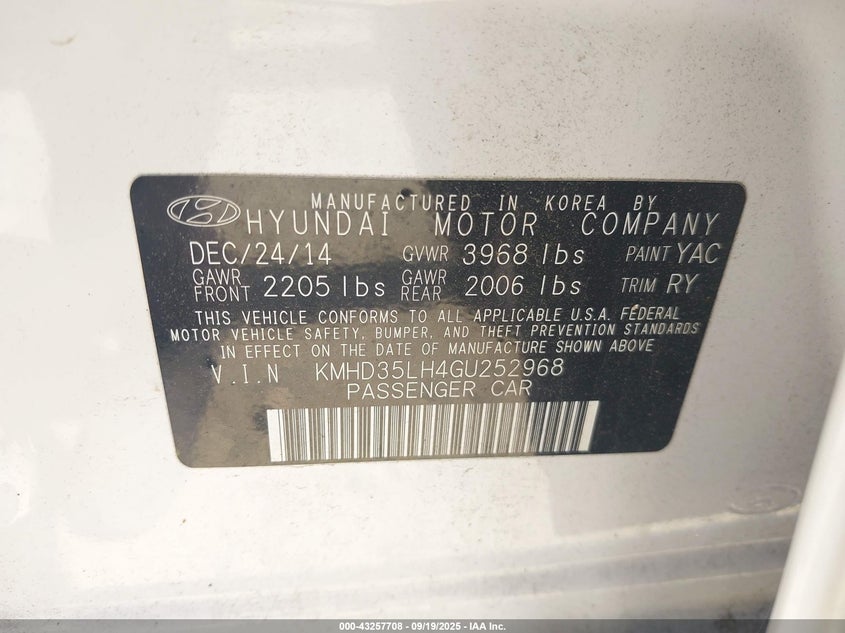 MANUFACTURED IN KOREA BY
HYUNDAI MOTOR COMPANY
DEC/24/14 GVWR 3968 lbs PAINT YAC
GAWR FRONT 2205 lbs GAWR REAR 2006 lbs TRIM RY
THIS VEHICLE CONFORMS TO ALL APPLICABLE U.S.A. FEDERAL
MOTOR VEHICLE SAFETY, BUMPER, AND THEFT PREVENTION STANDARDS
IN EFFECT ON THE DATE OF MANUFACTURE SHOWN ABOVE
V.I.N KMHD35LH4GU252968
PASSENGER CAR
000-43257708 - 09/19/2025 - IAA Inc.